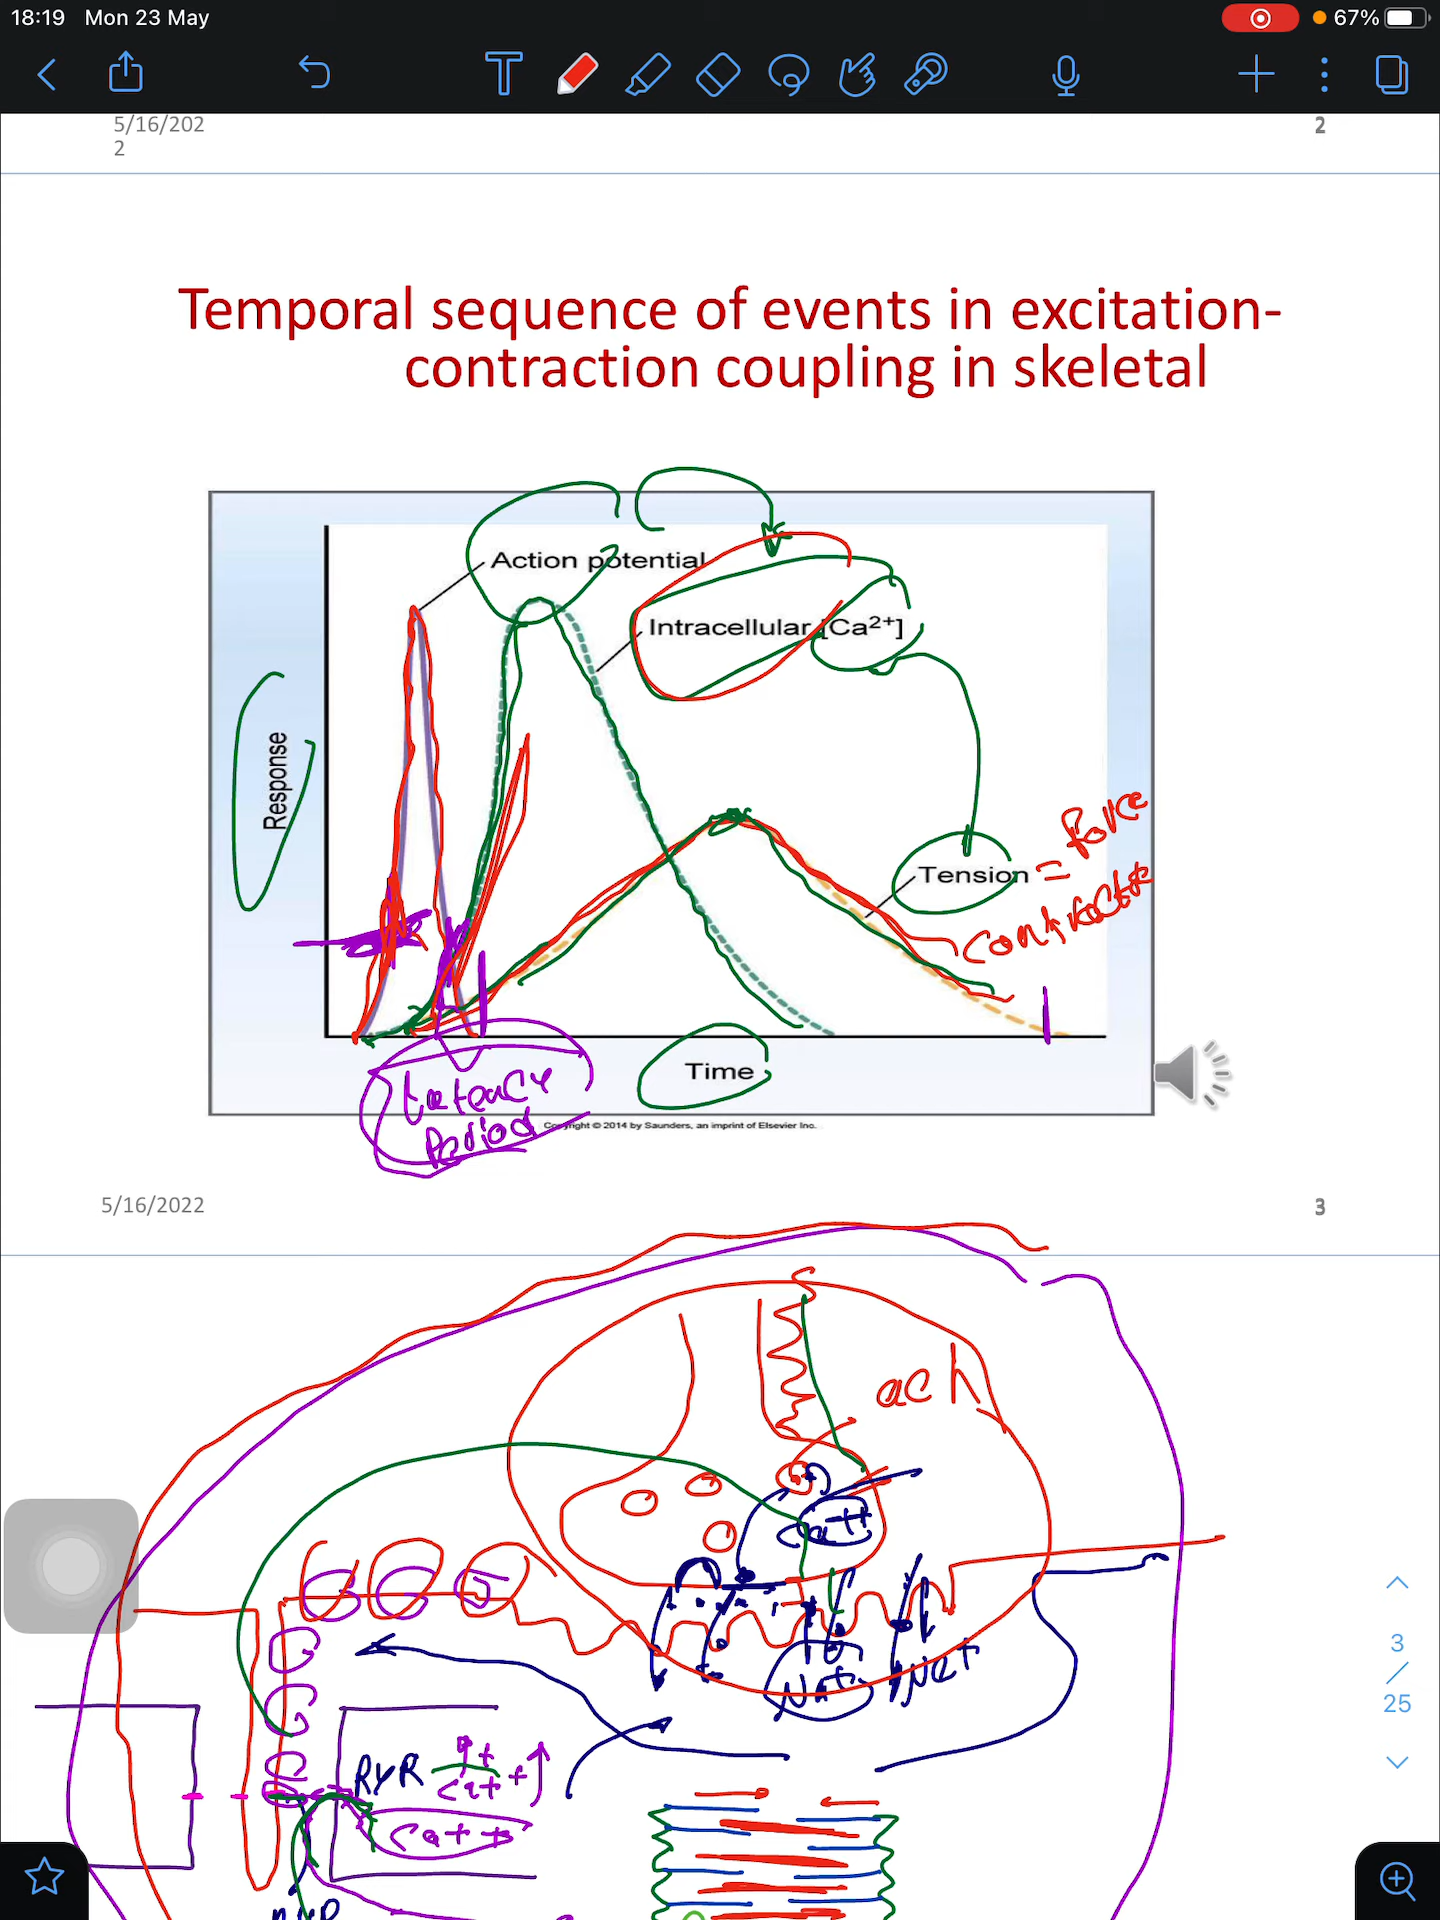 18:19 Mon 23 May
67%
5/16/202
2
2
Temporal sequence of events in excitation-
contraction coupling in skeletal
Action potential
Intracellular [Ca²⁺]
Response
Tension = force
contraction
Time
Latency
Period
Copyright © 2014 by Saunders, an imprint of Elsevier Inc.
5/16/2022
3
ach
Ca++
Na+
Na+
3
/
25
RYR
Ca++
Ca++